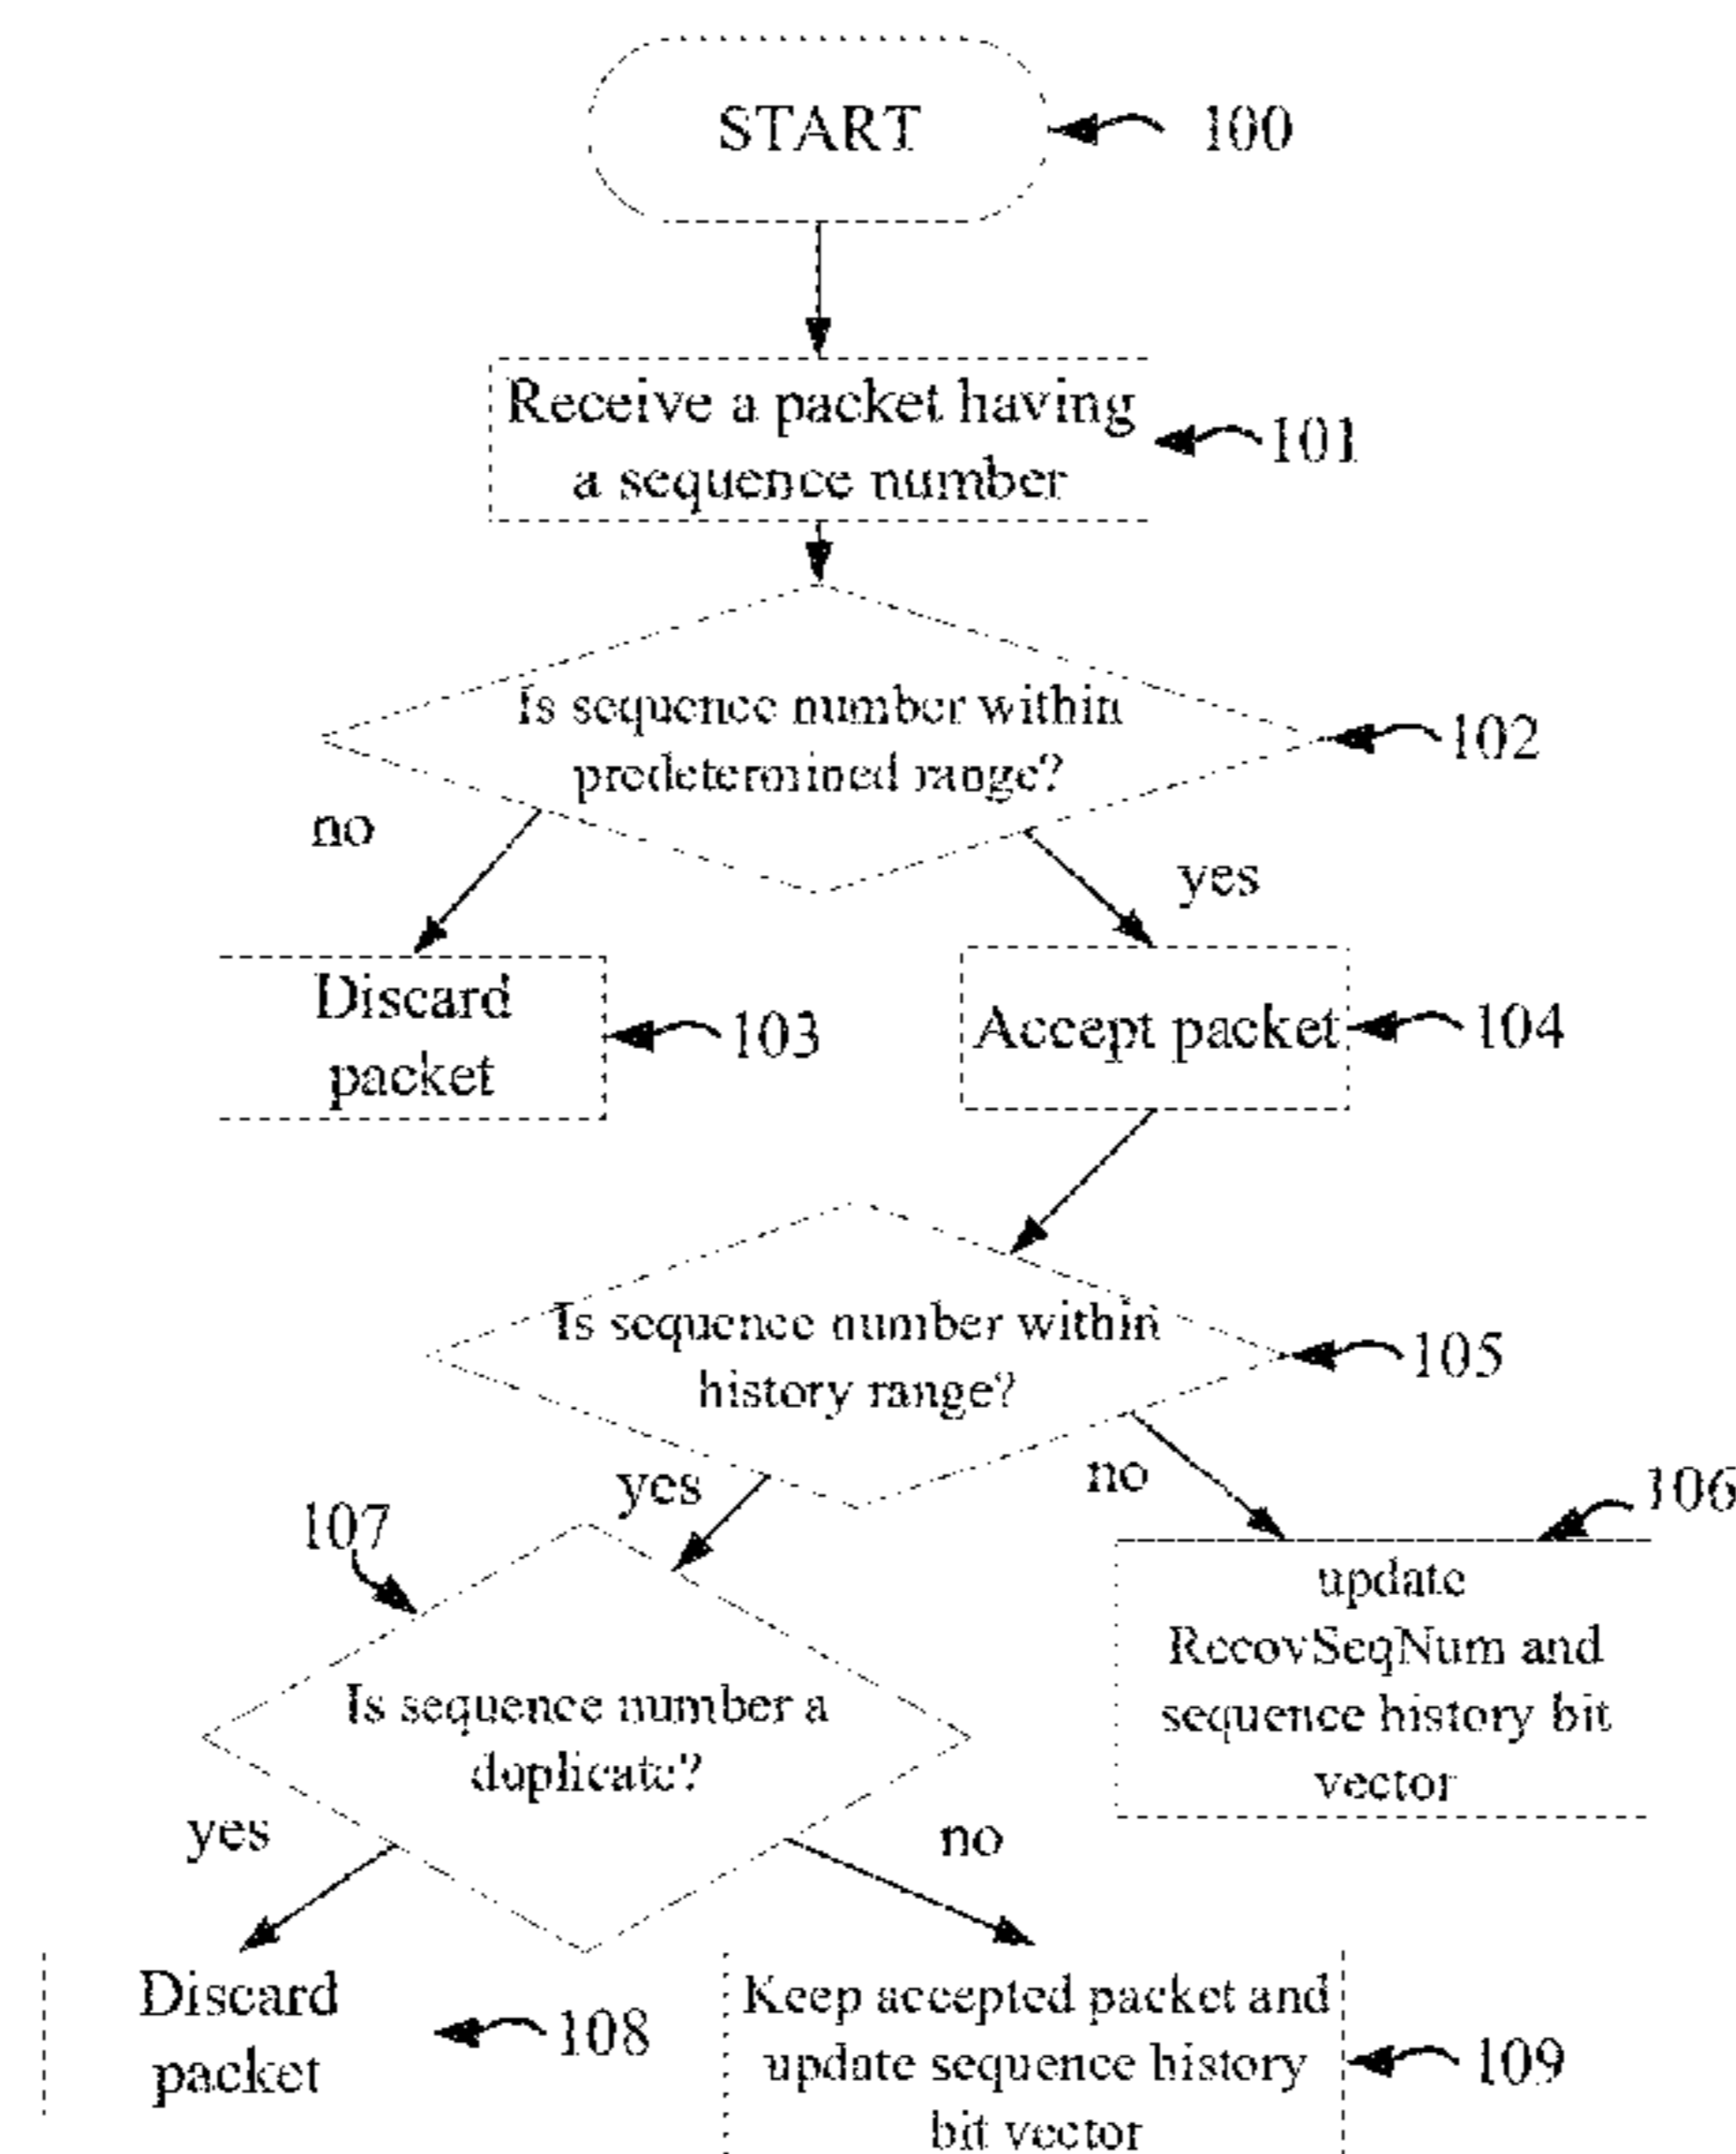 START
100
Receive a packet having
a sequence number
101
Is sequence number within
predetermined range?
102
no
yes
Discard
packet
103
Accept packet
104
Is sequence number within
history range?
105
yes
no
106
107
update
RecovSeqNum and
sequence history bit
vector
Is sequence number a
duplicate?
yes
no
Discard
packet
108
Keep accepted packet and
update sequence history
bit vector
109